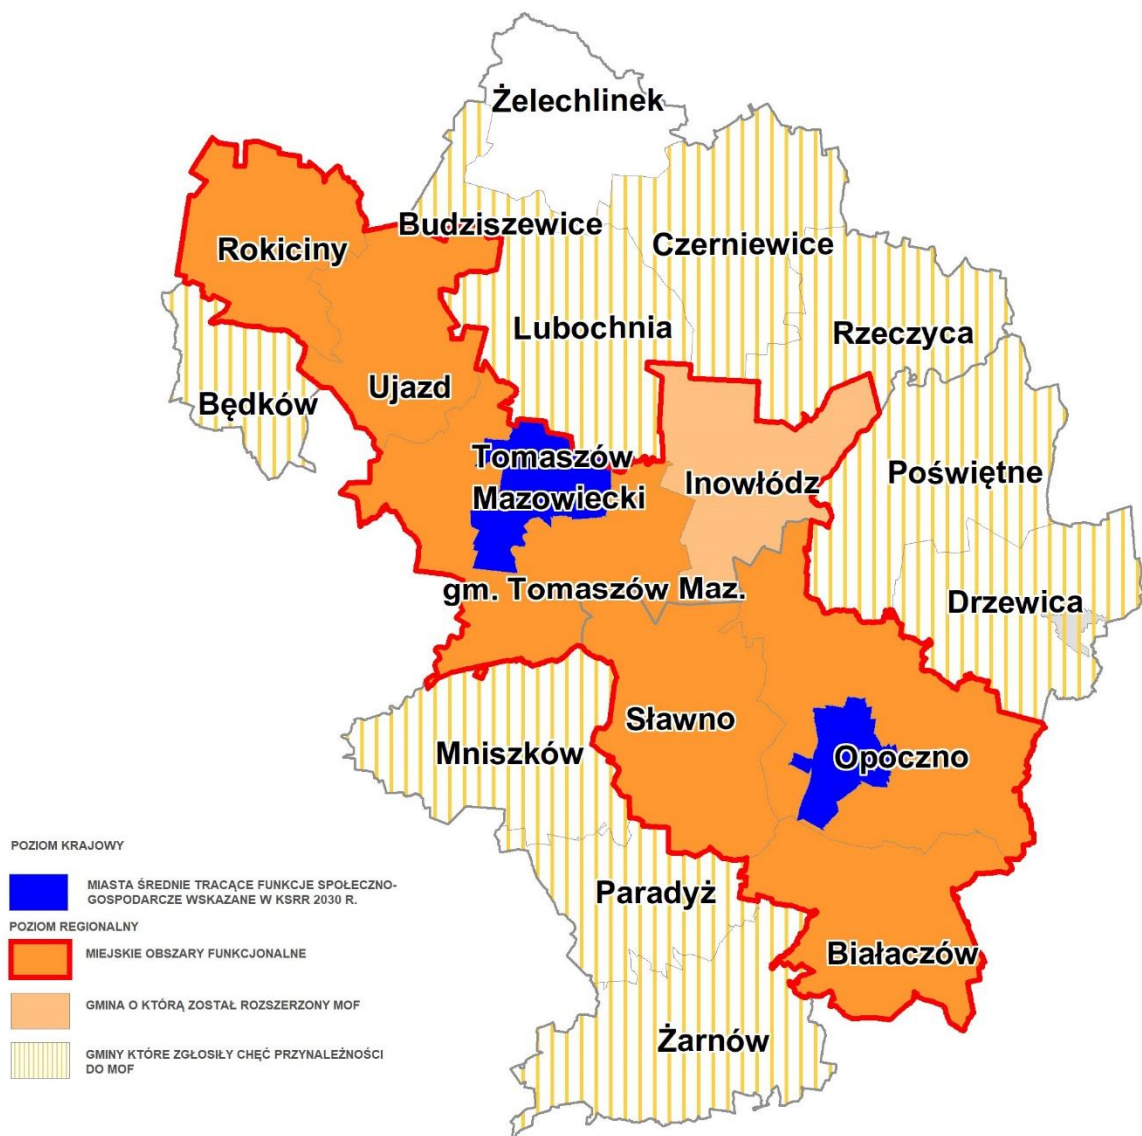 Żelechlinek
Budziszewice
Rokiciny
Czerniewice
Lubochnia
Rzeczyca
Ujazd
Będków
Tomaszów
Mazowiecki
Inowłódz
Poświętne
gm. Tomaszów Maz.
Drzewica
Sławno
Mniszków
Opoczno
Paradyż
Białaczów
Żarnów
POZIOM KRAJOWY
MIASTA ŚREDNIE TRACĄCE FUNKCJE SPOŁECZNO-
GOSPODARCZE WSKAZANE W KSRR 2030 R.
POZIOM REGIONALNY
MIEJSKIE OBSZARY FUNKCJONALNE
GMINA O KTÓRĄ ZOSTAŁ ROZSZERZONY MOF
GMINY KTÓRE ZGŁOSIŁY CHĘĆ PRZYNALEŻNOŚCI
DO MOF